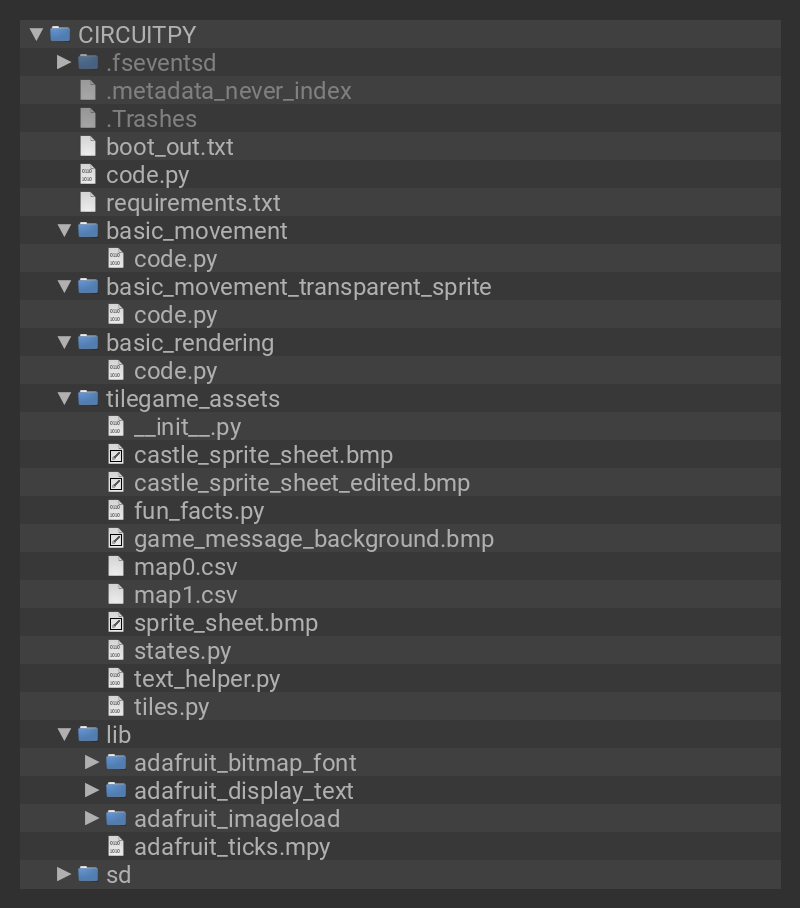 CIRCUITPY
.fseventsd
.metadata_never_index
.Trashes
boot_out.txt
code.py
requirements.txt
basic_movement
code.py
basic_movement_transparent_sprite
code.py
basic_rendering
code.py
tilegame_assets
__init__.py
castle_sprite_sheet.bmp
castle_sprite_sheet_edited.bmp
fun_facts.py
game_message_background.bmp
map0.csv
map1.csv
sprite_sheet.bmp
states.py
text_helper.py
tiles.py
lib
adafruit_bitmap_font
adafruit_display_text
adafruit_imageload
adafruit_ticks.mpy
sd